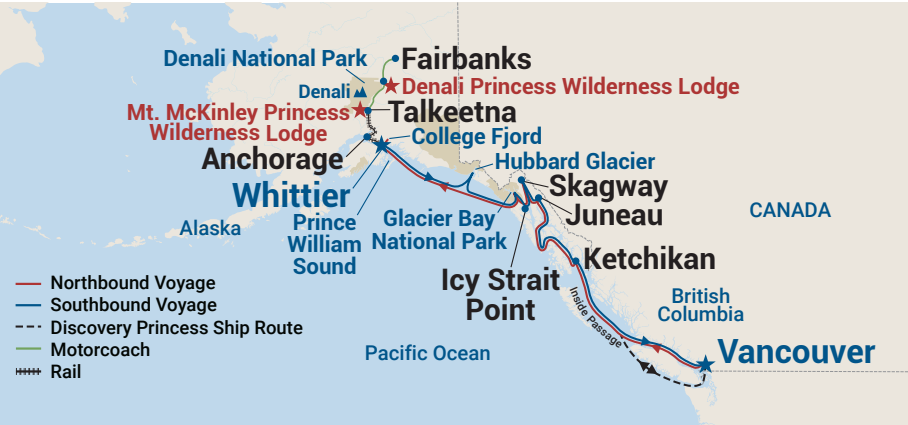 Denali National Park
Fairbanks
Denali
Denali Princess Wilderness Lodge
Mt. McKinley Princess
Wilderness Lodge
Talkeetna
College Fjord
Anchorage
Hubbard Glacier
Whittier
Skagway
Juneau
Prince
William
Sound
Glacier Bay
National Park
CANADA
Alaska
Icy Strait
Point
Ketchikan
Northbound Voyage
Southbound Voyage
Discovery Princess Ship Route
Motorcoach
Rail
Inside Passage
British
Columbia
Pacific Ocean
Vancouver